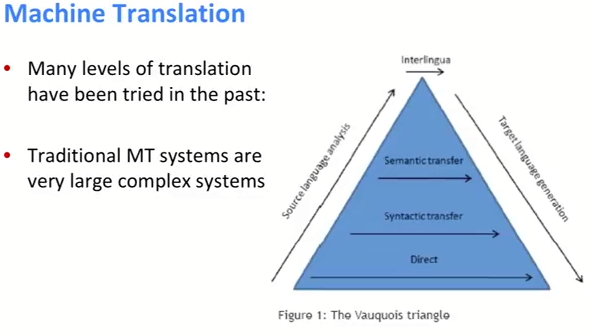 Machine Translation
• Many levels of translation
have been tried in the past:
• Traditional MT systems are
very large complex systems
Interlingua
Source language analysis
Target language generation
Semantic transfer
Syntactic transfer
Direct
Figure 1: The Vauquois triangle